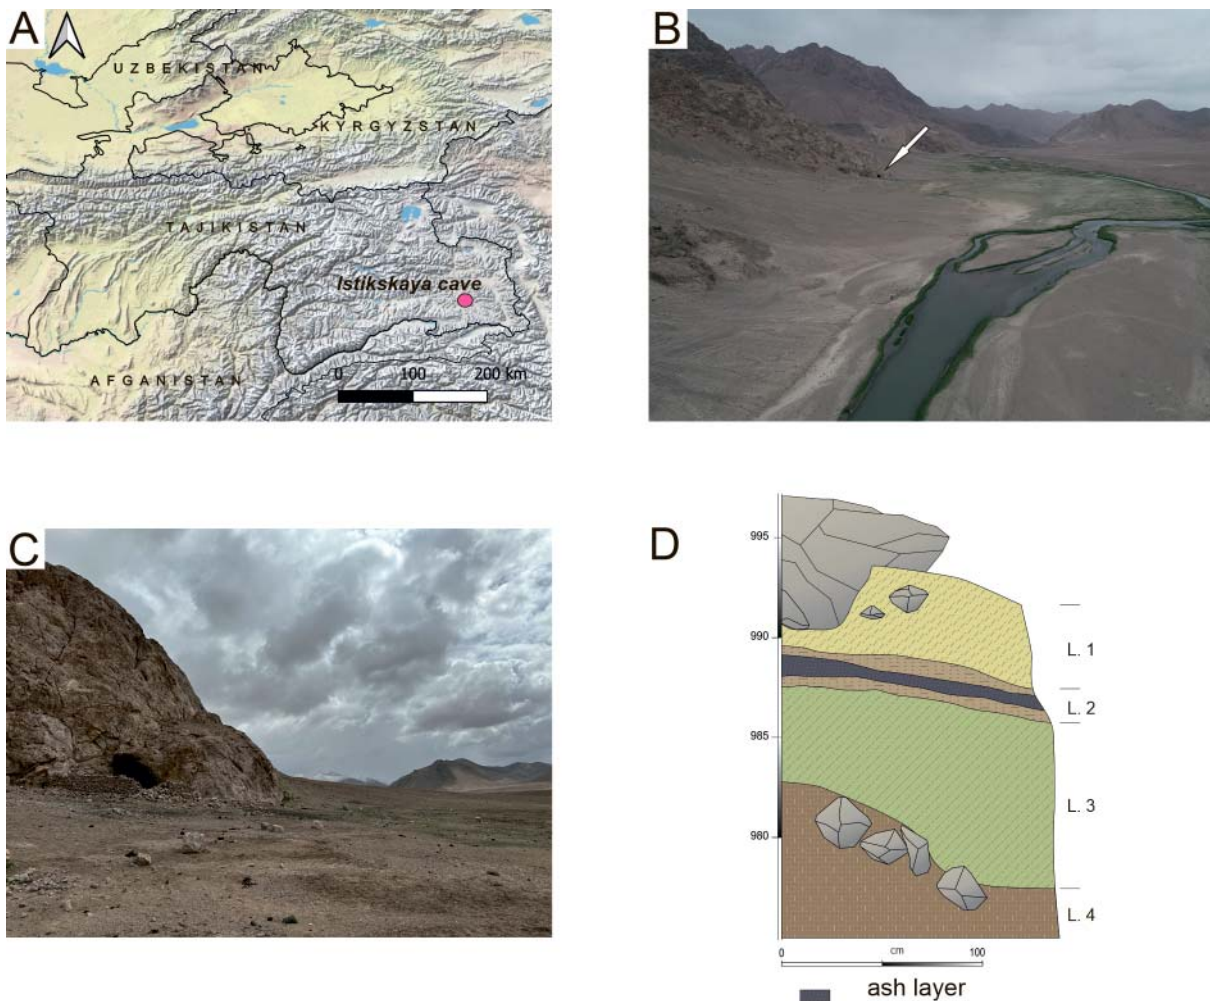 A
UZBEKISTAN
KYRGYZSTAN
TAJIKISTAN
Istikskaya cave
AFGANISTAN
0 100 200 km
B
C
D
995
990
985
980
L. 1
L. 2
L. 3
L. 4
0 cm 100
ash layer